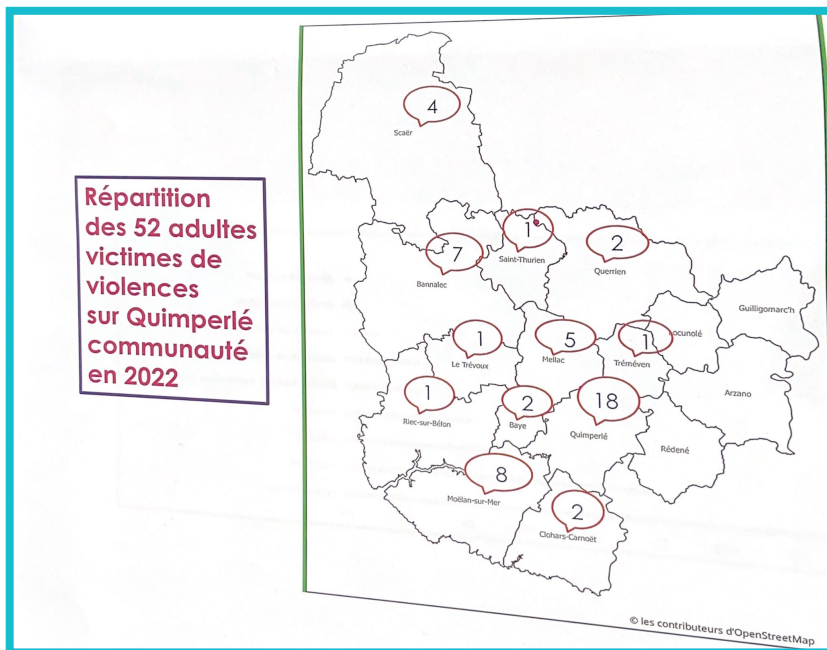 Répartition
des 52 adultes
victimes de
violences
sur Quimperlé
communauté
en 2022
4
Scaër
1
Saint-Thurien
2
Querrien
7
Bannalec
Guilligomarc'h
1
Le Trévoux
5
Mellac
1
Tréméven
Locunolé
Arzano
1
Riec-sur-Bélon
2
Baye
18
Quimperlé
Rédené
8
Moëlan-sur-Mer
2
Clohars-Carnoët
© les contributeurs d'OpenStreetMap